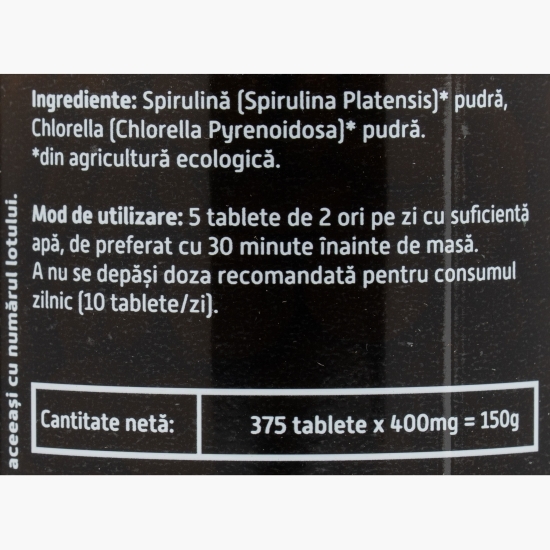 Ingrediente: Spirulină (Spirulina Platensis)* pudră,
Chlorella (Chlorella Pyrenoidosa)* pudră.
*din agricultură ecologică.
Mod de utilizare: 5 tablete de 2 ori pe zi cu suficientă
apă, de preferat cu 30 minute înainte de masă.
A nu se depăși doza recomandată pentru consumul
zilnic (10 tablete/zi).
Cantitate netă: 375 tablete x 400mg = 150g
aceeași cu numărul lotului.